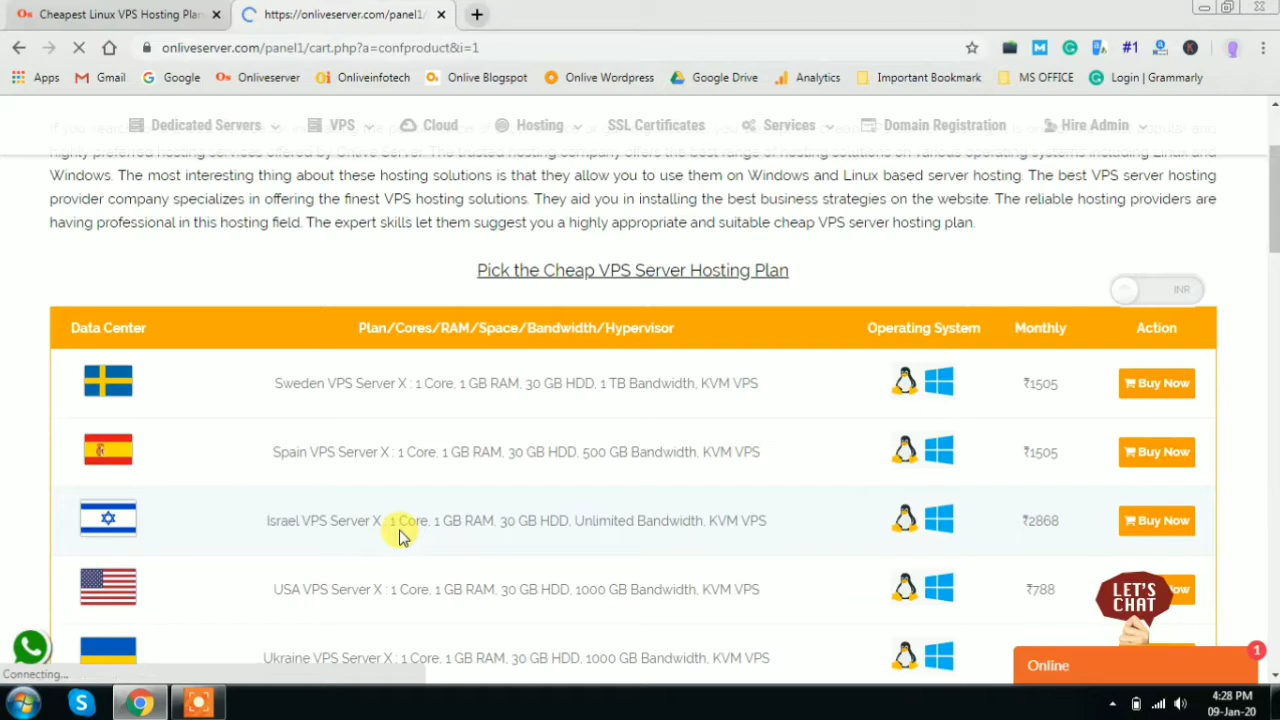 Cheapest Linux VPS Hosting Plan
https://onliveserver.com/panel1/
onliveserver.com/panel1/cart.php?a=confproduct&i=1
#1
Apps
Gmail
Google
Onliveserver
Onliveinfotech
Onlive Blogspot
Onlive Wordpress
Google Drive
Analytics
Important Bookmark
MS OFFICE
Login | Grammarly
Dedicated Servers
VPS
Cloud
Hosting
SSL Certificates
Services
Domain Registration
Hire Admin
highly preferred hosting services offered by Onlive Server. The trusted hosting company offers the best range of hosting solutions on various operating systems including Linux and
Windows. The most interesting thing about these hosting solutions is that they allow you to use them on Windows and Linux based server hosting. The best VPS server hosting
provider company specializes in offering the finest VPS hosting solutions. They aid you in installing the best business strategies on the website. The reliable hosting providers are
having professional in this hosting field. The expert skills let them suggest you a highly appropriate and suitable cheap VPS server hosting plan.
Pick the Cheap VPS Server Hosting Plan
INR
Data Center Plan/Cores/RAM/Space/Bandwidth/Hypervisor Operating System Monthly Action
Sweden VPS Server X : 1 Core, 1 GB RAM, 30 GB HDD, 1 TB Bandwidth, KVM VPS ₹1505 Buy Now
Spain VPS Server X : 1 Core, 1 GB RAM, 30 GB HDD, 500 GB Bandwidth, KVM VPS ₹1505 Buy Now
Israel VPS Server X : 1 Core, 1 GB RAM, 30 GB HDD, Unlimited Bandwidth, KVM VPS ₹2868 Buy Now
USA VPS Server X : 1 Core, 1 GB RAM, 30 GB HDD, 1000 GB Bandwidth, KVM VPS ₹788
LET'S
CHAT
Ukraine VPS Server X : 1 Core, 1 GB RAM, 30 GB HDD, 1000 GB Bandwidth, KVM VPS
Online
1
Connecting...
4:28 PM
09-Jan-20